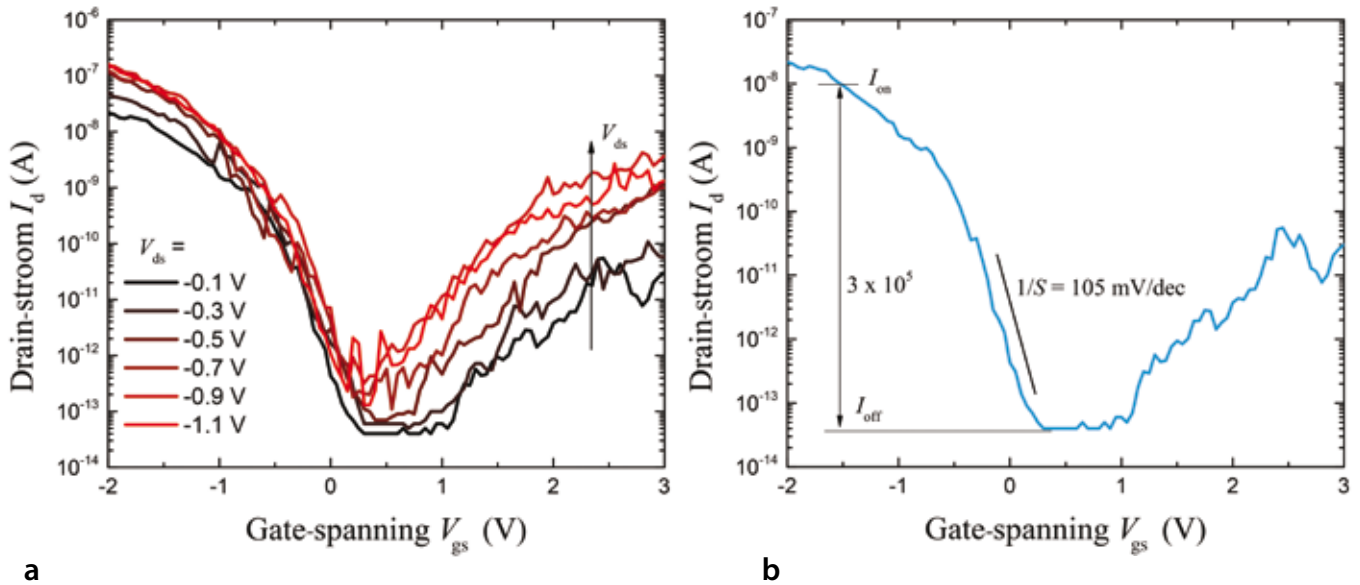 10⁻⁶
10⁻⁷
10⁻⁸
10⁻⁹
10⁻¹⁰
10⁻¹¹
10⁻¹²
10⁻¹³
10⁻¹⁴
Drain-stroom I_d (A)
V_ds
V_ds =
-0.1 V
-0.3 V
-0.5 V
-0.7 V
-0.9 V
-1.1 V
-2 -1 0 1 2 3
Gate-spanning V_gs (V)
a
10⁻⁷
10⁻⁸
10⁻⁹
10⁻¹⁰
10⁻¹¹
10⁻¹²
10⁻¹³
10⁻¹⁴
Drain-stroom I_d (A)
I_on
3 x 10⁵
1/S = 105 mV/dec
I_off
-2 -1 0 1 2 3
Gate-spanning V_gs (V)
b